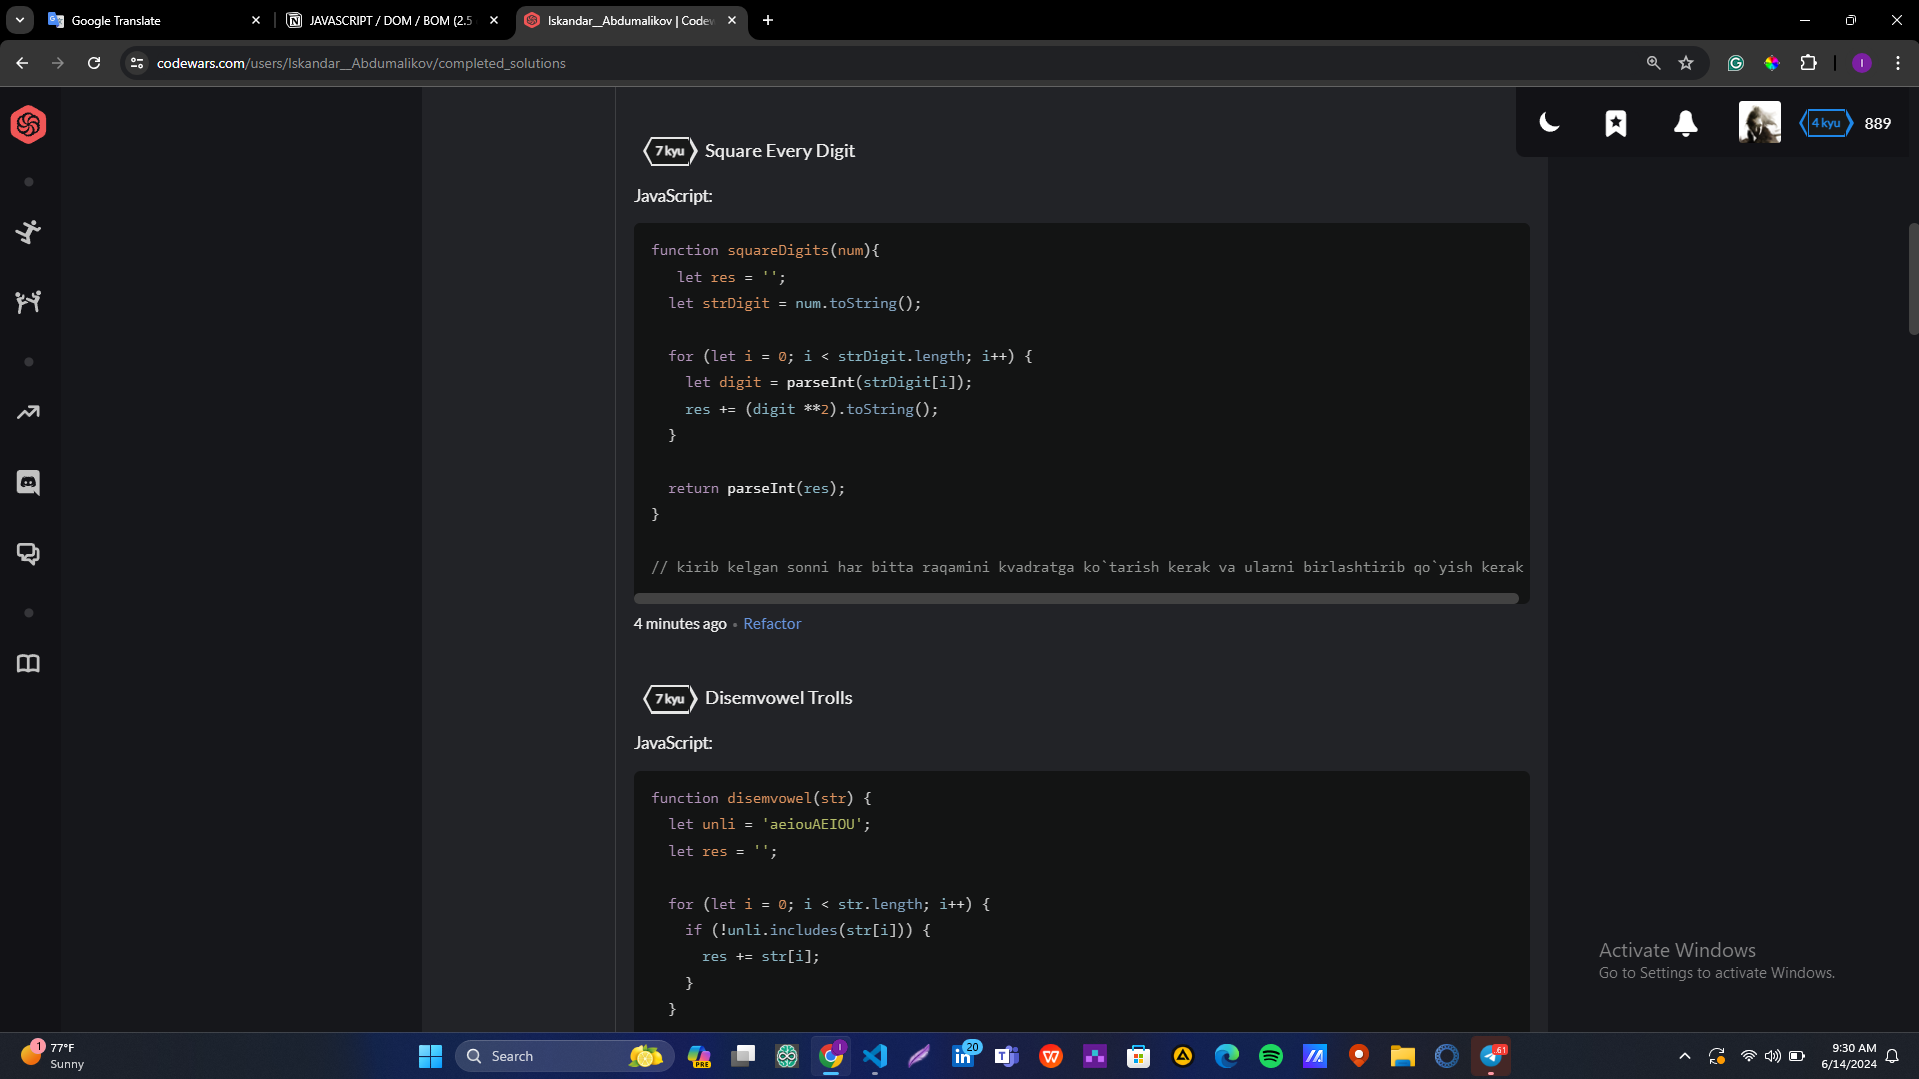 Google Translate
JAVASCRIPT / DOM / BOM (2.5
Iskandar__Abdumalikov | Codew
codewars.com/users/Iskandar__Abdumalikov/completed_solutions
I
4 kyu
889
7 kyu Square Every Digit
JavaScript:
function squareDigits(num){
let res = '';
let strDigit = num.toString();
for (let i = 0; i < strDigit.length; i++) {
let digit = parseInt(strDigit[i]);
res += (digit **2).toString();
}
return parseInt(res);
}
// kirib kelgan sonni har bitta raqamini kvadratga ko`tarish kerak va ularni birlashtirib qo`yish kerak
4 minutes ago • Refactor
7 kyu Disemvowel Trolls
JavaScript:
function disemvowel(str) {
let unli = 'aeiouAEIOU';
let res = '';
for (let i = 0; i < str.length; i++) {
if (!unli.includes(str[i])) {
res += str[i];
}
}
Activate Windows
Go to Settings to activate Windows.
1
77°F
Sunny
Search
PRE
20
61
9:30 AM
6/14/2024